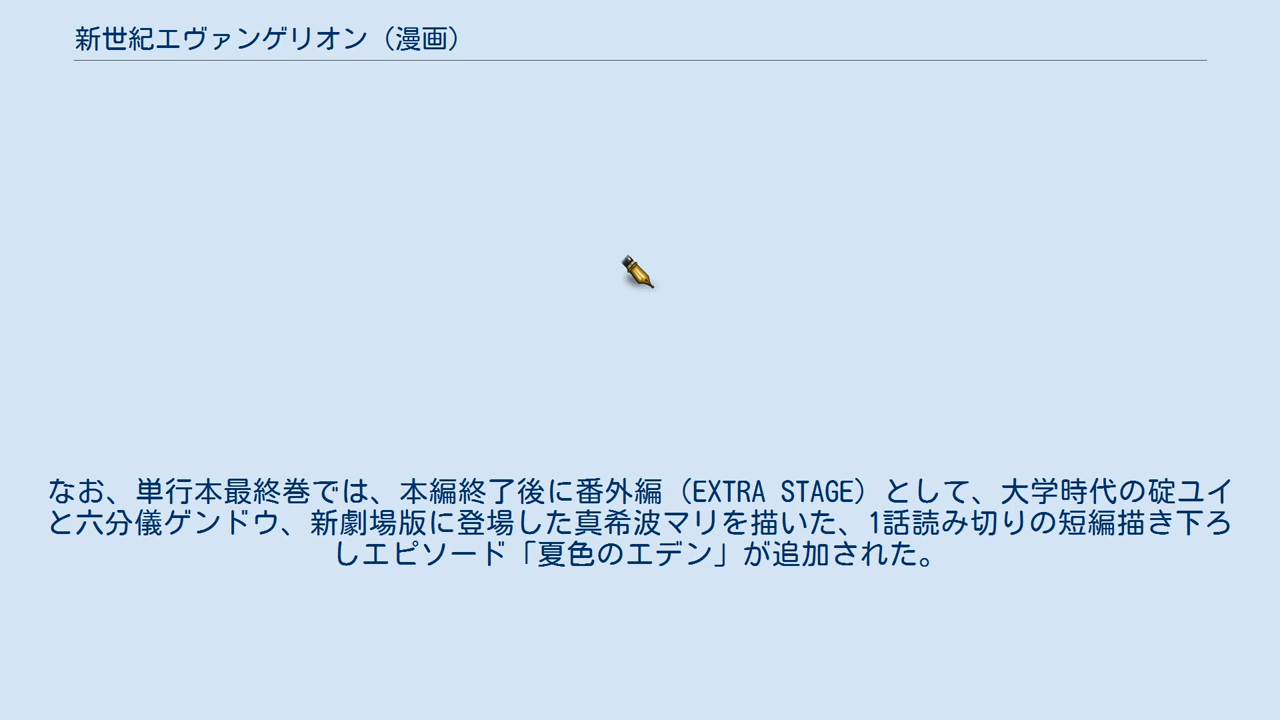 新世紀エヴァンゲリオン（漫画）
なお、単行本最終巻では、本編終了後に番外編（EXTRA STAGE）として、大学時代の碇ユイ
と六分儀ゲンドウ、新劇場版に登場した真希波マリを描いた、1話読み切りの短編描き下ろ
しエピソード「夏色のエデン」が追加された。